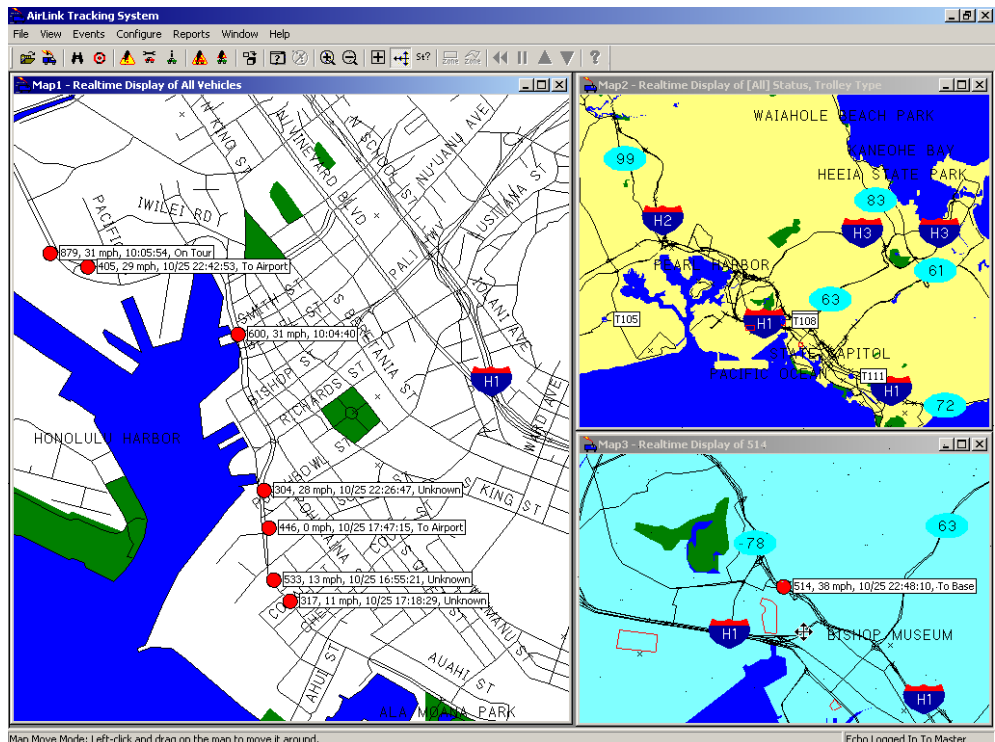 AirLink Tracking System
File View Events Configure Reports Window Help
St?
Zone
Zone
Map1 - Realtime Display of All Vehicles
N KING ST
N VINEYARD BLVD
N SCHOOL ST
NU'UANU AVE
LUSITANA ST
PALI HWY
IOLANI AVE
IWILEI RD
PACIFIC
879, 31 mph, 10:05:54, On Tour
405, 29 mph, 10/25 22:42:53, To Airport
SMITH ST
S BERETANIA ST
600, 31 mph, 10:04:40
BISHOP ST
RICHARDS ST
H1
WARD AVE
HONOLULU HARBOR
S KING ST
304, 28 mph, 10/25 22:26:47, Unknown
446, 0 mph, 10/25 17:47:15, To Airport
533, 13 mph, 10/25 16:55:21, Unknown
317, 11 mph, 10/25 17:18:29, Unknown
AUAHI ST
AHUI ST
ALA MOANA PARK
Map2 - Realtime Display of [All] Status, Trolley Type
WAIAHOLE BEACH PARK
KANEOHE BAY
HEEIA STATE PARK
99
83
H2
H3
H3
PEARL HARBOR
61
63
T105
H1
T108
STATE CAPITOL
PACIFIC OCEAN
T111
H1
72
Map3 - Realtime Display of 514
63
-78
514, 38 mph, 10/25 22:48:10, To Base
H1
BISHOP MUSEUM
H1
Map Move Mode: Left-click and drag on the map to move it around.
Echo Logged In To Master